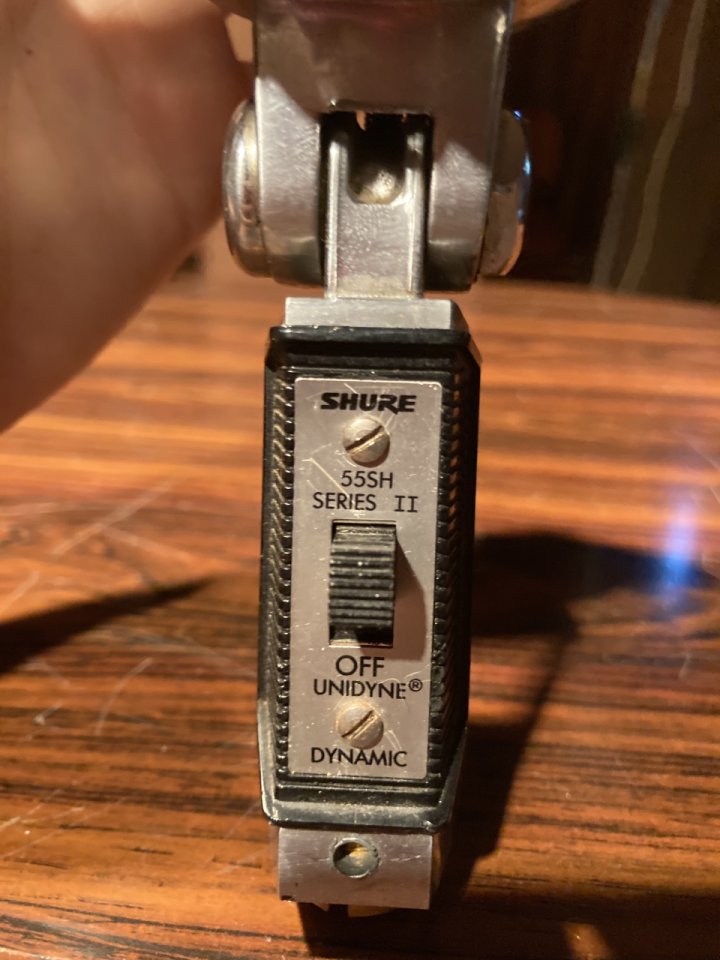 SHURE
55SH
SERIES II
OFF
UNIDYNE®
DYNAMIC